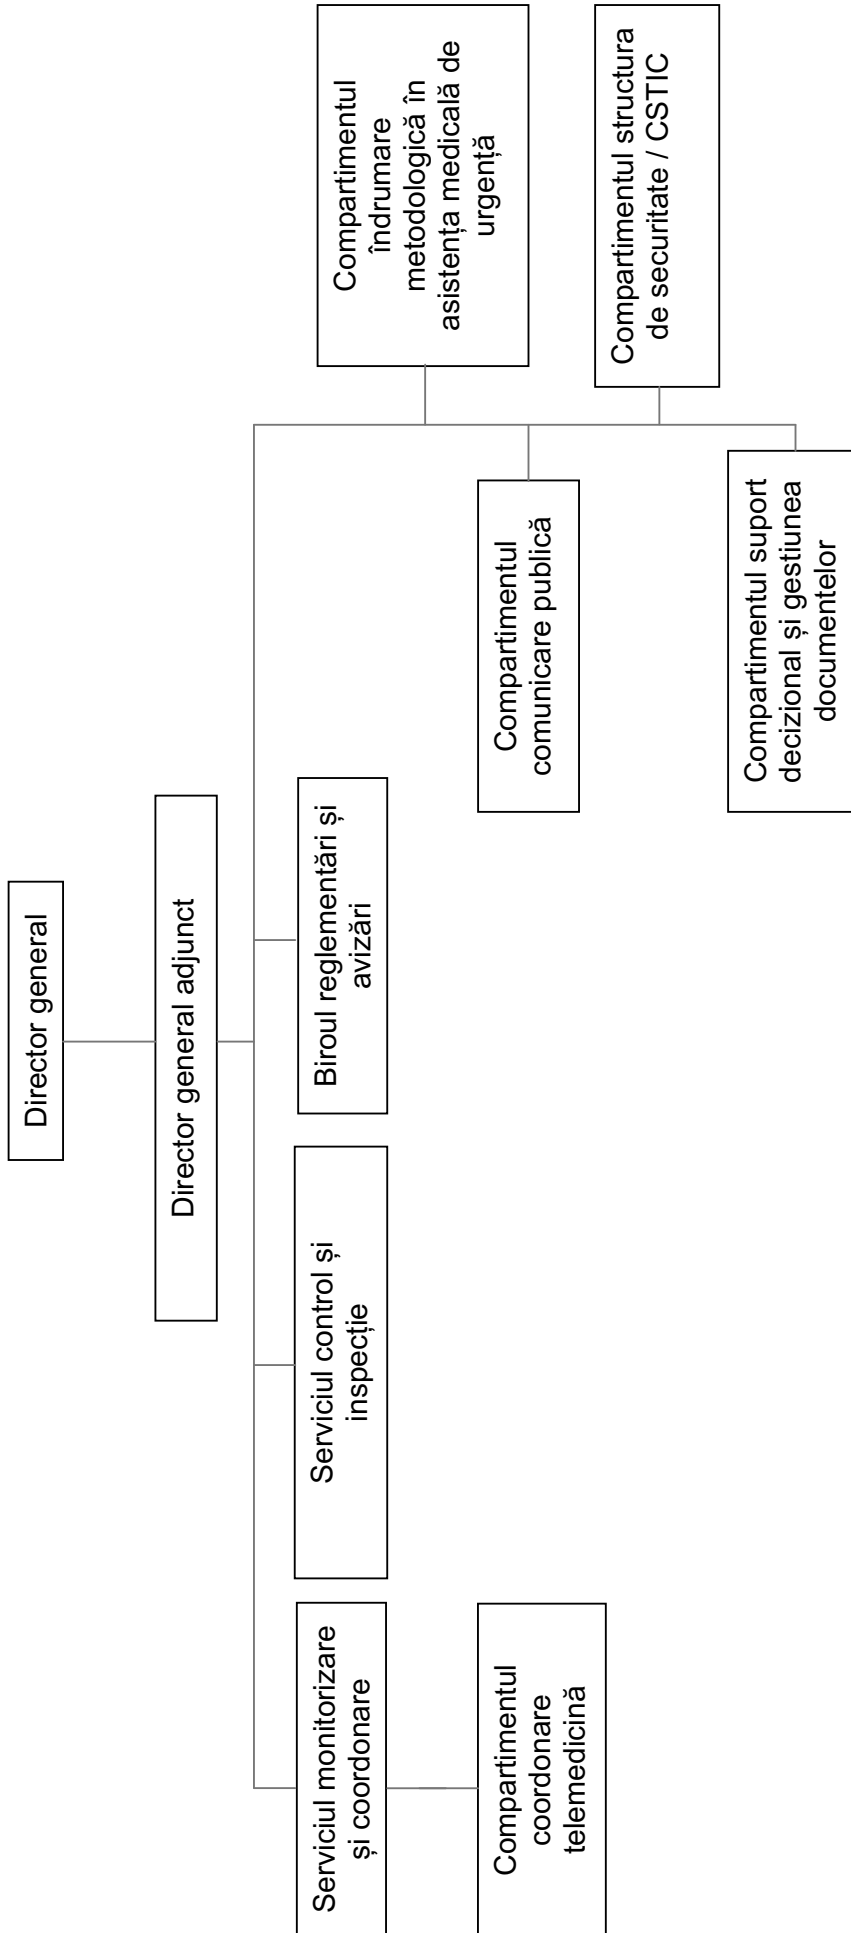 Director general
Director general adjunct
Serviciul monitorizare
și coordonare
Serviciul control și
inspecție
Biroul reglementări și
avizări
Compartimentul
îndrumare
metodologică în
asistența medicală de
urgență
Compartimentul
coordonare
telemedicină
Compartimentul
comunicare publică
Compartimentul structura
de securitate / CSTIC
Compartimentul suport
decizional și gestiunea
documentelor